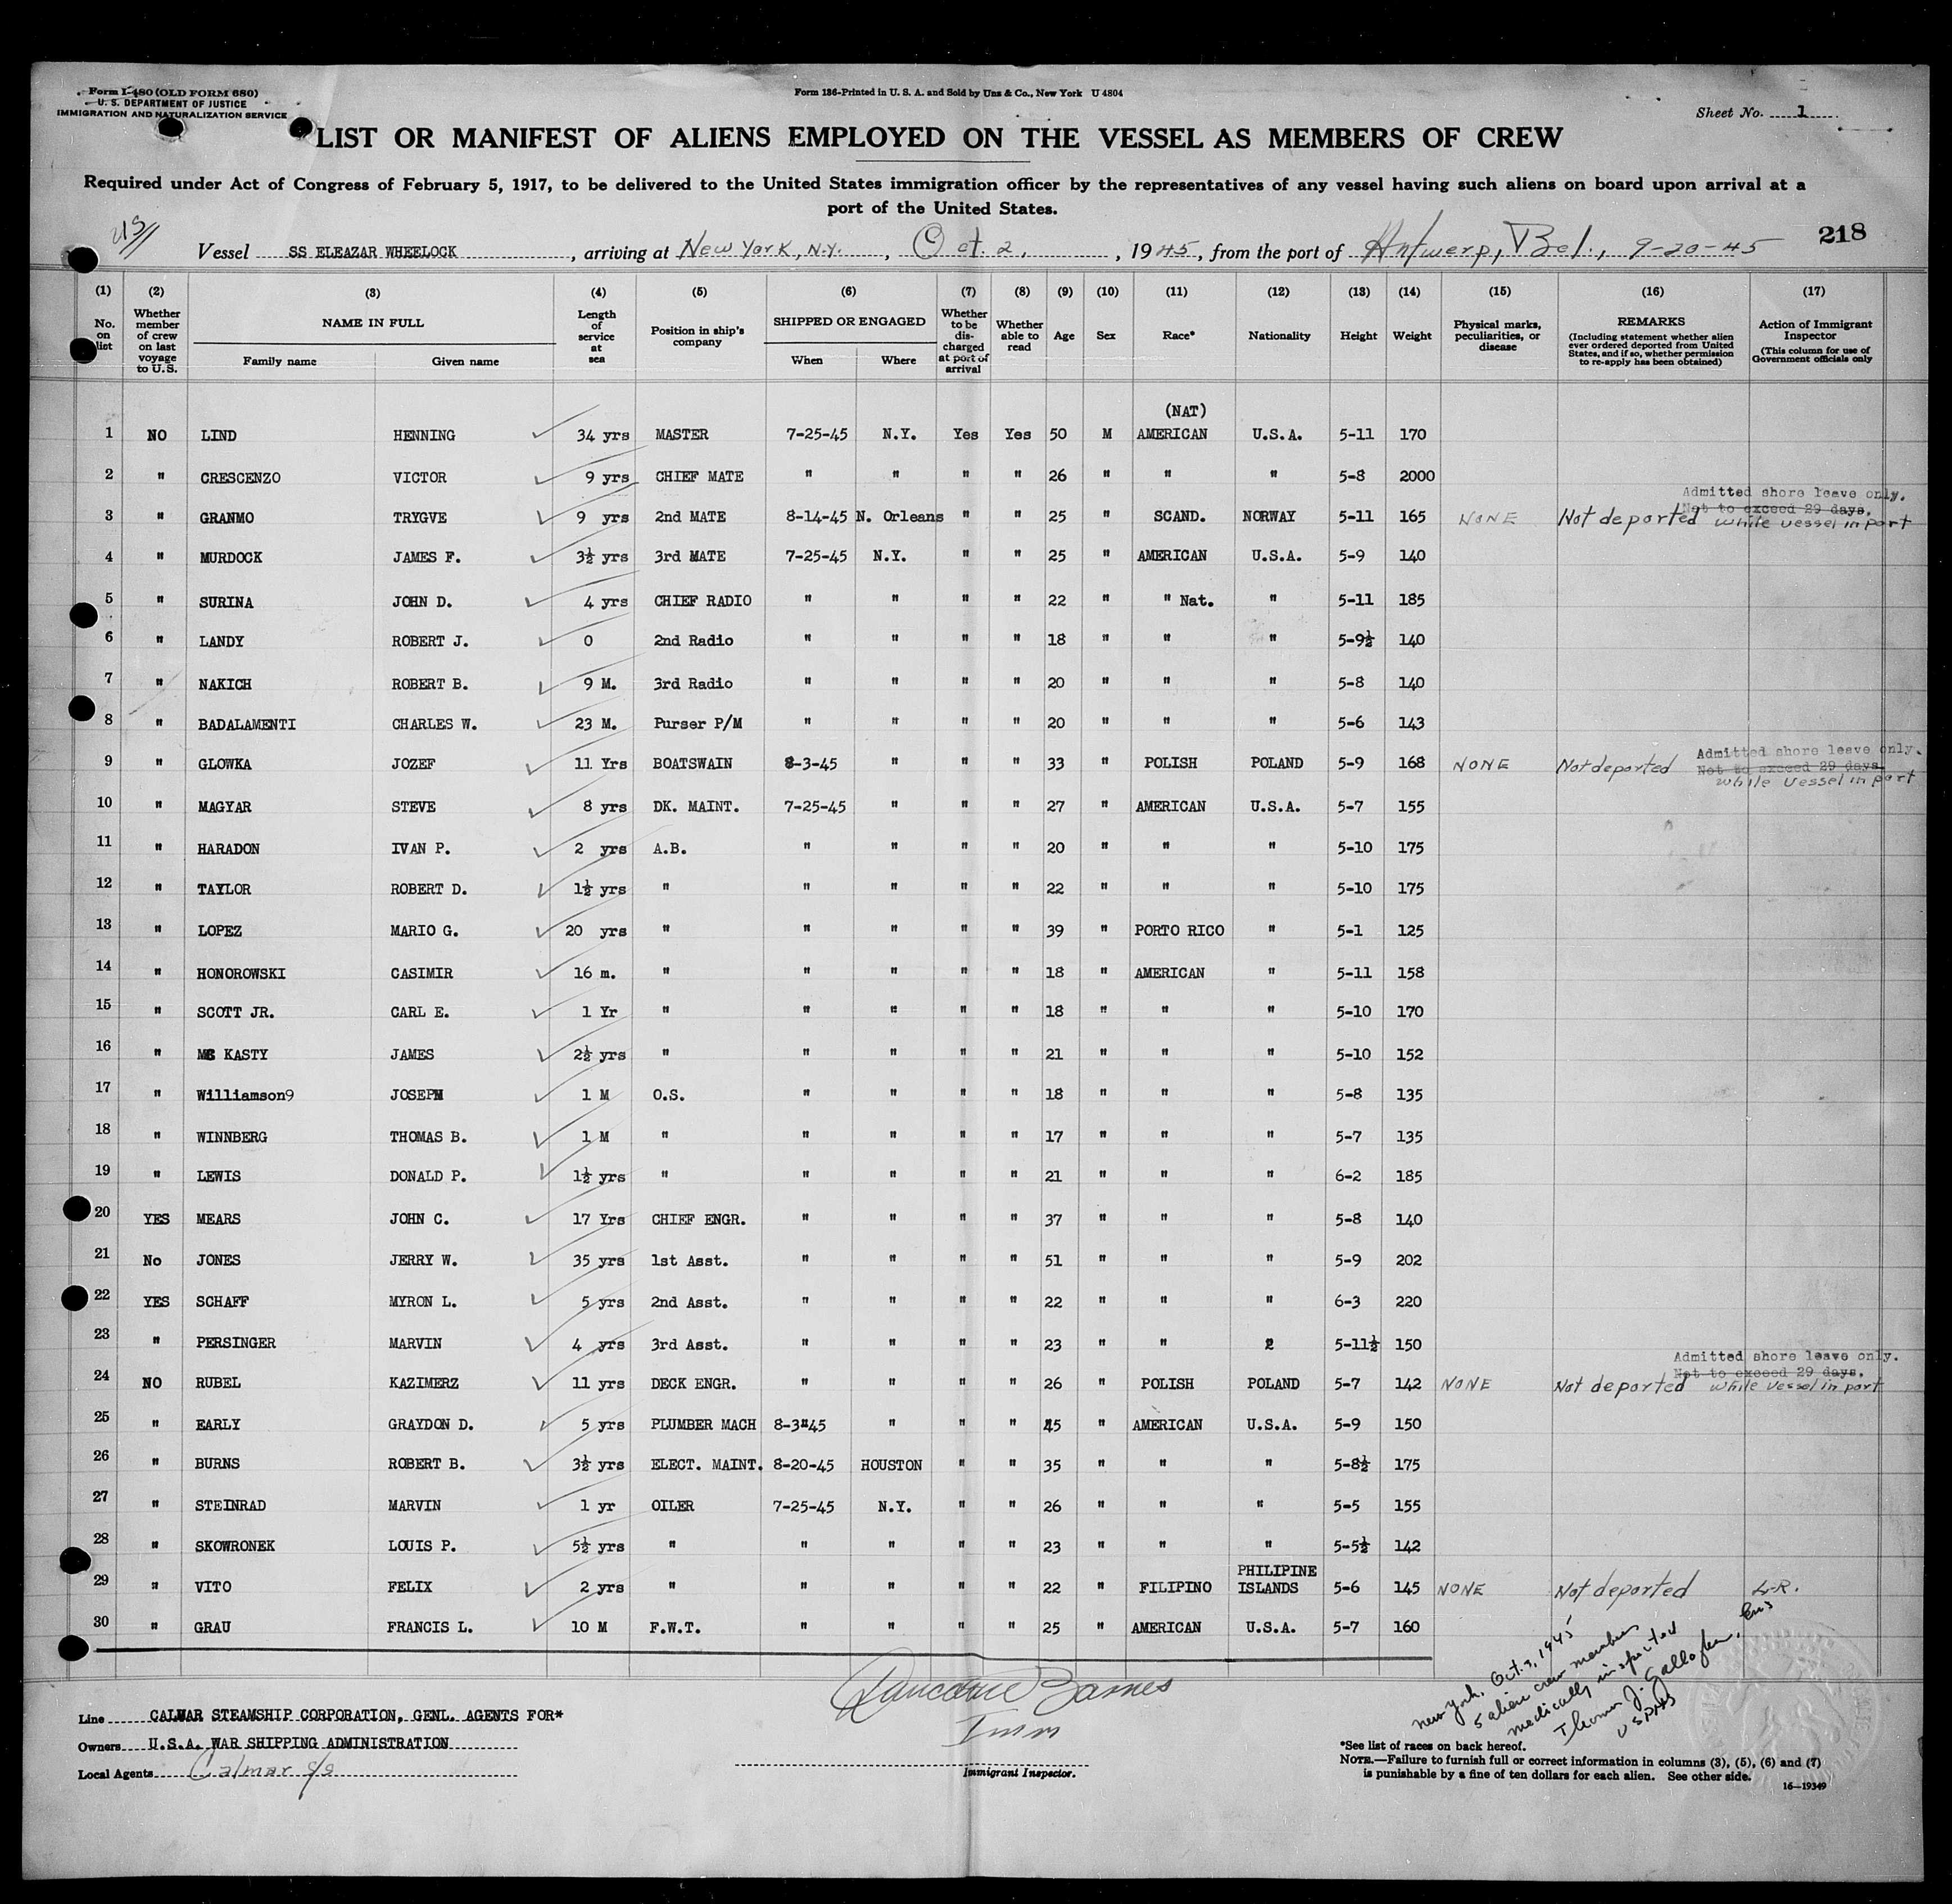 Form I-480 (OLD FORM 680)
U. S. DEPARTMENT OF JUSTICE
IMMIGRATION AND NATURALIZATION SERVICE
Form 186-Printed in U. S. A. and Sold by Unz & Co., New York U 4804
Sheet No. 1
LIST OR MANIFEST OF ALIENS EMPLOYED ON THE VESSEL AS MEMBERS OF CREW
Required under Act of Congress of February 5, 1917, to be delivered to the United States immigration officer by the representatives of any vessel having such aliens on board upon arrival at a
port of the United States.
218
Vessel SS ELEAZAR WHEELOCK, arriving at New York, N.Y., Oct. 2, 1945, from the port of Antwerp, Bel., 9-20-45
(1) (2) (3) (4) (5) (6) (7) (8) (9) (10) (11) (12) (13) (14) (15) (16) (17)
No. on list
Whether member of crew on last voyage to U.S.
NAME IN FULL
Family name Given name
Length of service at sea
Position in ship's company
SHIPPED OR ENGAGED
When Where
Whether to be discharged at port of arrival
Whether able to read
Age
Sex
Race*
Nationality
Height
Weight
Physical marks, peculiarities, or disease
REMARKS
(Including statement whether alien ever ordered deported from United States, and if so, whether permission to re-apply has been obtained)
Action of Immigrant Inspector
(This column for use of Government officials only
(NAT)
1 NO LIND HENNING 34 yrs MASTER 7-25-45 N.Y. Yes Yes 50 M AMERICAN U.S.A. 5-11 170
2 " CRESCENZO VICTOR 9 yrs CHIEF MATE " " " " 26 " " " 5-8 2000
Admitted shore leave only.
Not to exceed 29 days.
3 " GRANMO TRYGVE 9 yrs 2nd MATE 8-14-45 N. Orleans " " 25 " SCAND. NORWAY 5-11 165 NONE Not deported while vessel in port
4 " MURDOCK JAMES F. 3½ yrs 3rd MATE 7-25-45 N.Y. " " 25 " AMERICAN U.S.A. 5-9 140
5 " SURINA JOHN D. 4 yrs CHIEF RADIO " " " " 22 " " Nat. " 5-11 185
6 " LANDY ROBERT J. 0 2nd Radio " " " " 18 " " " 5-9½ 140
7 " NAKICH ROBERT B. 9 M. 3rd Radio " " " " 20 " " " 5-8 140
8 " BADALAMENTI CHARLES W. 23 M. Purser P/M " " " " 20 " " " 5-6 143
Admitted shore leave only.
9 " GLOWKA JOZEF 11 Yrs BOATSWAIN 8-3-45 " " " 33 " POLISH POLAND 5-9 168 NONE Not deported Not to exceed 29 days.
while vessel in port
10 " MAGYAR STEVE 8 yrs DK. MAINT. 7-25-45 " " " 27 " AMERICAN U.S.A. 5-7 155
11 " HARADON IVAN P. 2 yrs A.B. " " " " 20 " " " 5-10 175
12 " TAYLOR ROBERT D. 1½ yrs " " " " " 22 " " " 5-10 175
13 " LOPEZ MARIO G. 20 yrs " " " " " 39 " PORTO RICO " 5-1 125
14 " HONOROWSKI CASIMIR 16 m. " " " " " 18 " AMERICAN " 5-11 158
15 " SCOTT JR. CARL E. 1 Yr " " " " " 18 " " " 5-10 170
16 " MC KASTY JAMES 2½ yrs " " " " " 21 " " " 5-10 152
17 " Williamson9 JOSEPH 1 M O.S. " " " " 18 " " " 5-8 135
18 " WINNBERG THOMAS B. 1 M " " " " " 17 " " " 5-7 135
19 " LEWIS DONALD P. 1½ yrs " " " " " 21 " " " 6-2 185
20 YES MEARS JOHN C. 17 Yrs CHIEF ENGR. " " " " 37 " " " 5-8 140
21 No JONES JERRY W. 35 yrs 1st Asst. " " " " 51 " " " 5-9 202
22 YES SCHAFF MYRON L. 5 yrs 2nd Asst. " " " " 22 " " " 6-3 220
23 " PERSINGER MARVIN 4 yrs 3rd Asst. " " " " 23 " " 2 5-11½ 150
Admitted shore leave only.
Not to exceed 29 days.
24 NO RUBEL KAZIMERZ 11 yrs DECK ENGR. " " " " 26 " POLISH POLAND 5-7 142 NONE Not deported while vessel in port
25 " EARLY GRAYDON D. 5 yrs PLUMBER MACH 8-3"45 " " " 45 " AMERICAN U.S.A. 5-9 150
26 " BURNS ROBERT B. 3½ yrs ELECT. MAINT. 8-20-45 HOUSTON " " 35 " " " 5-8½ 175
27 " STEINRAD MARVIN 1 yr OILER 7-25-45 N.Y. " " 26 " " " 5-5 155
28 " SKOWRONEK LOUIS P. 5½ yrs " " " " " 23 " " " 5-5½ 142
29 " VITO FELIX 2 yrs " " " " " 22 " FILIPINO PHILIPINE ISLANDS 5-6 145 NONE Not deported L-R.
30 " GRAU FRANCIS L. 10 M F.W.T. " " " " 25 " AMERICAN U.S.A. 5-7 160
New York, Oct. 3, 1945
5 alien crew members
medically inspected
Thomas J. Gallagher,
USPHS
Line CALMAR STEAMSHIP CORPORATION, GENL. AGENTS FOR*
Owners U.S.A. WAR SHIPPING ADMINISTRATION
Local Agents Calmar S/S
Imm
Immigrant Inspector.
*See list of races on back hereof.
NOTE.—Failure to furnish full or correct information in columns (3), (5), (6) and (7)
is punishable by a fine of ten dollars for each alien. See other side.
16—19349